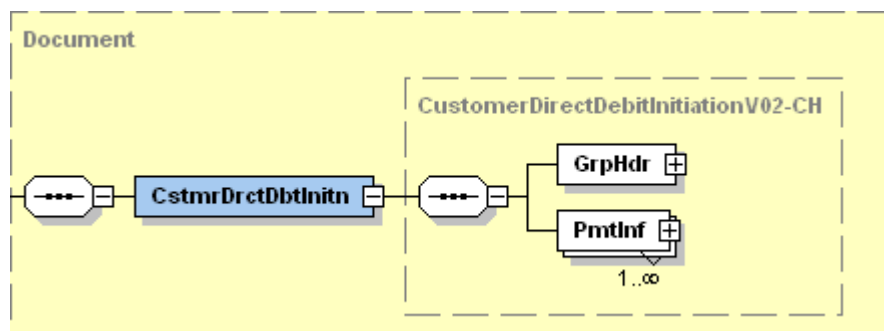 Document
CustomerDirectDebitInitiationV02-CH
GrpHdr
CstmrDrctDbtInitn
PmtInf
1..∞